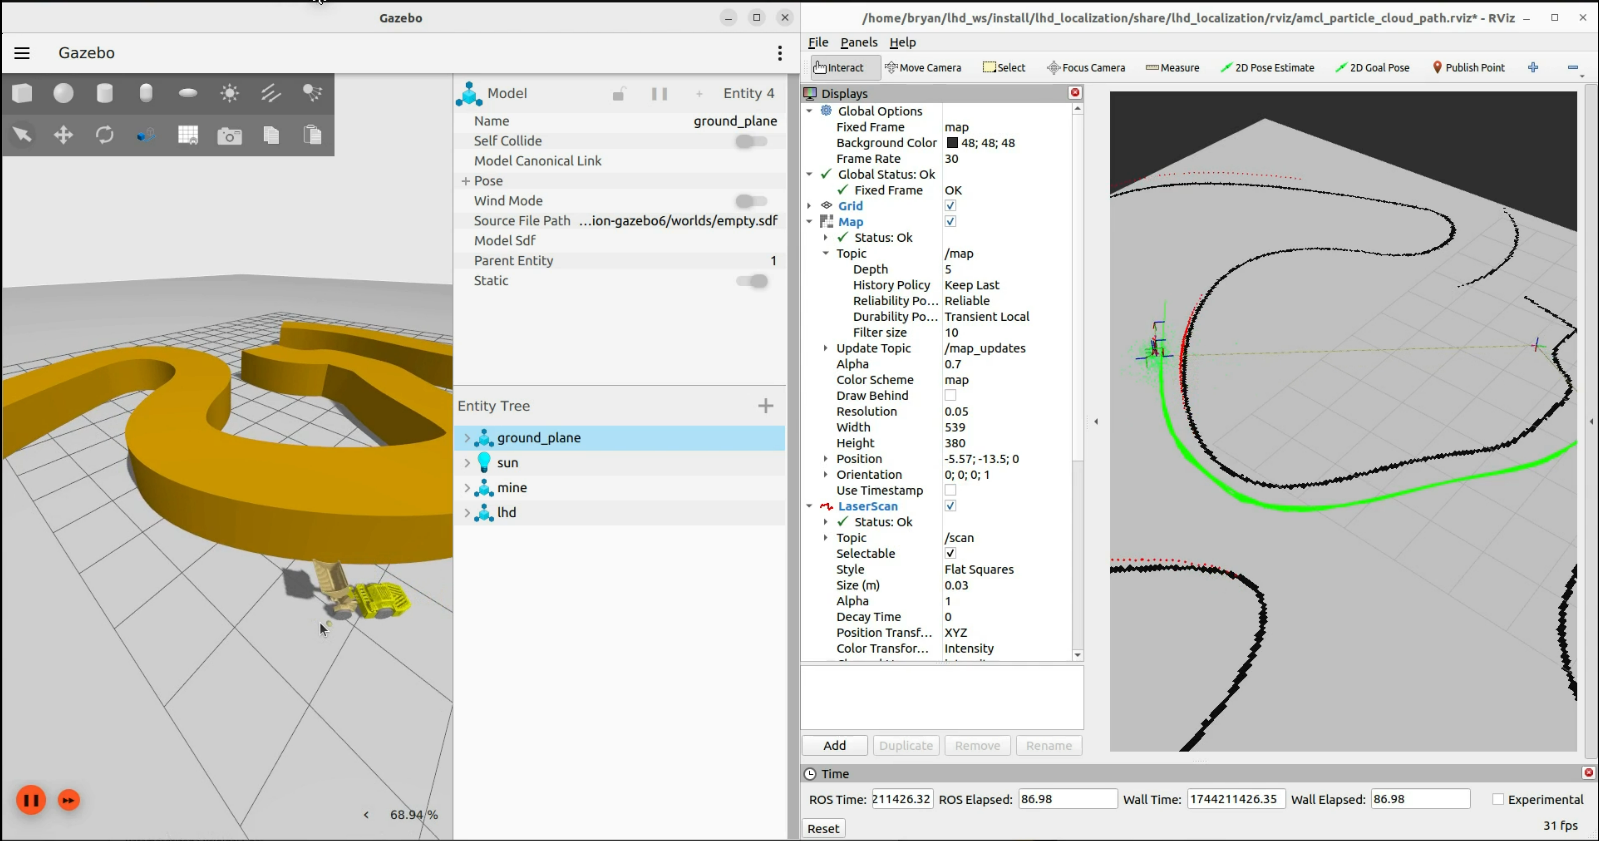 Gazebo
Gazebo
Model
Entity 4
Name ground_plane
Self Collide
Model Canonical Link
Pose
Wind Mode
Source File Path ...ion-gazebo6/worlds/empty.sdf
Model Sdf
Parent Entity 1
Static
Entity Tree
ground_plane
sun
mine
lhd
68.94 %
/home/bryan/lhd_ws/install/lhd_localization/share/lhd_localization/rviz/amcl_particle_cloud_path.rviz* - RViz
File Panels Help
Interact Move Camera Select Focus Camera Measure 2D Pose Estimate 2D Goal Pose Publish Point
Displays
Global Options
Fixed Frame map
Background Color 48; 48; 48
Frame Rate 30
Global Status: Ok
Fixed Frame OK
Grid
Map
Status: Ok
Topic /map
Depth 5
History Policy Keep Last
Reliability Po... Reliable
Durability Po... Transient Local
Filter size 10
Update Topic /map_updates
Alpha 0.7
Color Scheme map
Draw Behind
Resolution 0.05
Width 539
Height 380
Position -5.57; -13.5; 0
Orientation 0; 0; 0; 1
Use Timestamp
LaserScan
Status: Ok
Topic /scan
Selectable
Style Flat Squares
Size (m) 0.03
Alpha 1
Decay Time 0
Position Transf... XYZ
Color Transfor... Intensity
Add Duplicate Remove Rename
Time
ROS Time: 211426.32 ROS Elapsed: 86.98 Wall Time: 1744211426.35 Wall Elapsed: 86.98 Experimental
Reset
31 fps